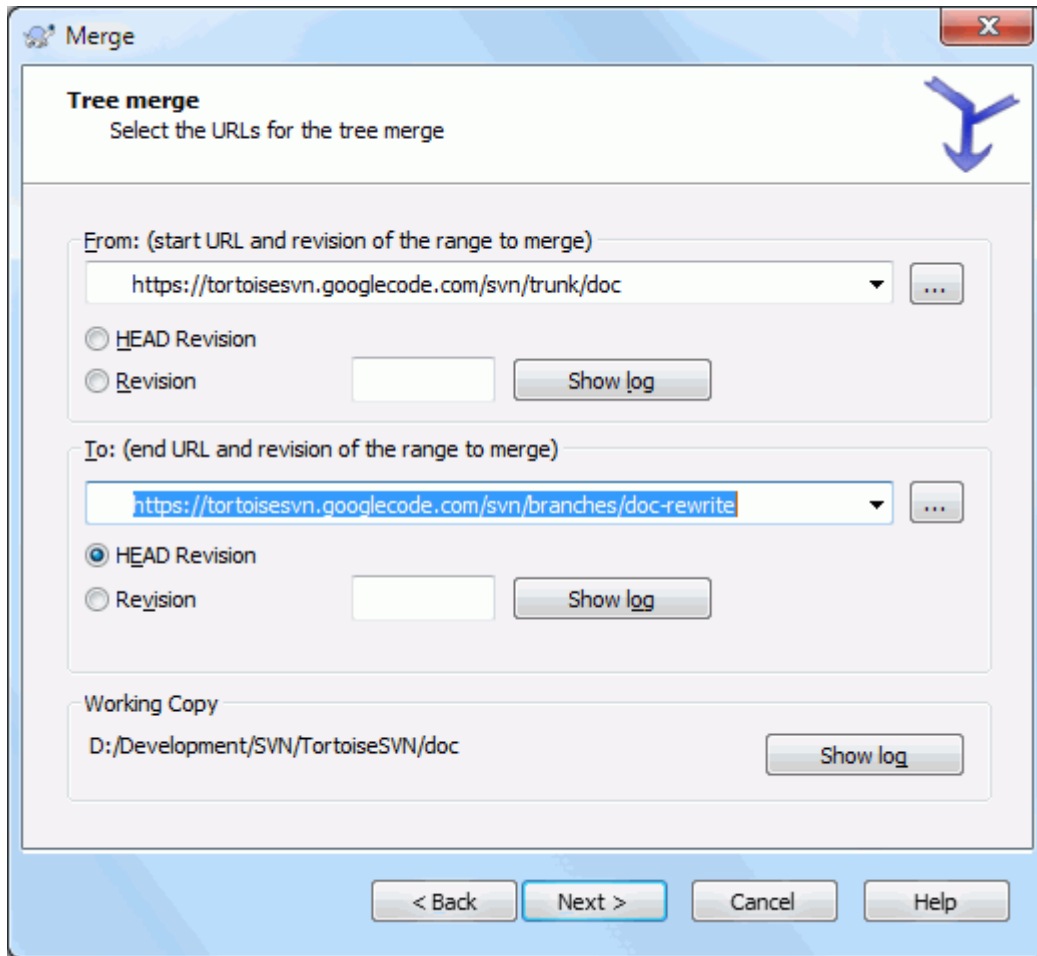 Merge
Tree merge
Select the URLs for the tree merge
From: (start URL and revision of the range to merge)
https://tortoisesvn.googlecode.com/svn/trunk/doc
...
HEAD Revision
Revision
Show log
To: (end URL and revision of the range to merge)
https://tortoisesvn.googlecode.com/svn/branches/doc-rewrite
...
HEAD Revision
Revision
Show log
Working Copy
D:/Development/SVN/TortoiseSVN/doc
Show log
< Back
Next >
Cancel
Help